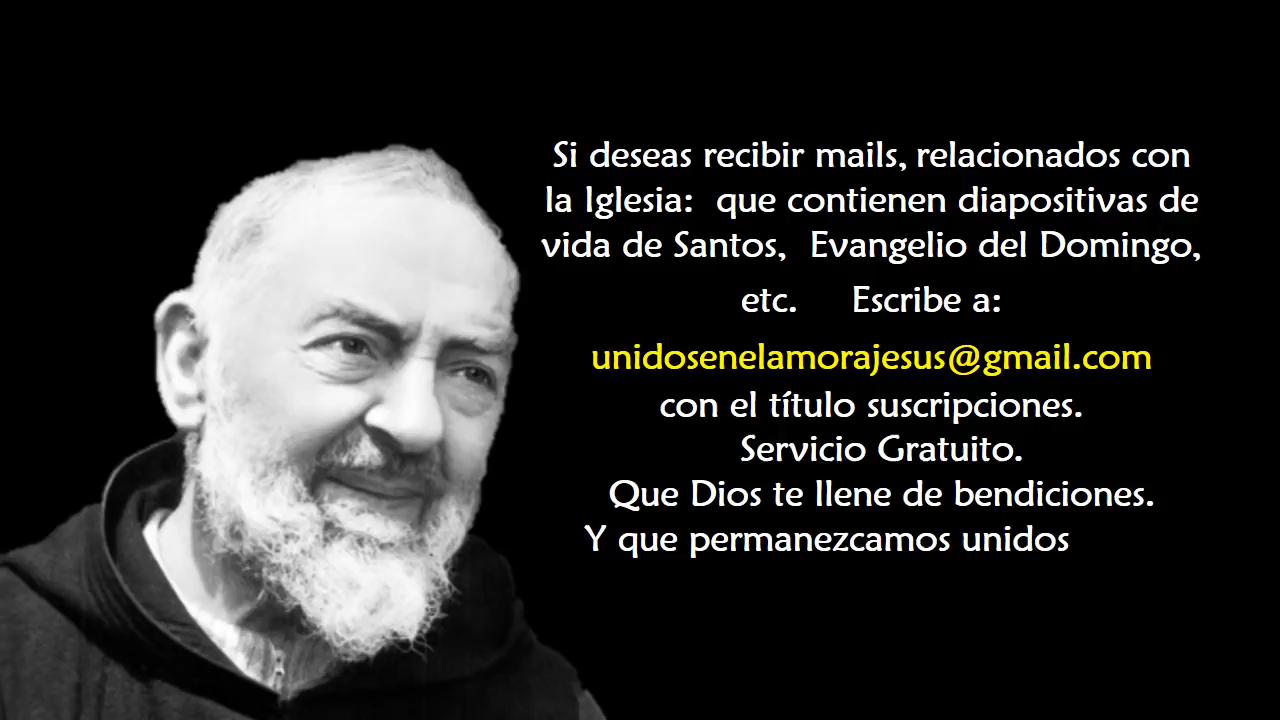 Si deseas recibir mails, relacionados con
la Iglesia:  que contienen diapositivas de
vida de Santos,  Evangelio del Domingo,
etc.     Escribe a:
unidosenelamorajesus@gmail.com
con el título suscripciones.
Servicio Gratuito.
Que Dios te llene de bendiciones.
Y que permanezcamos unidos